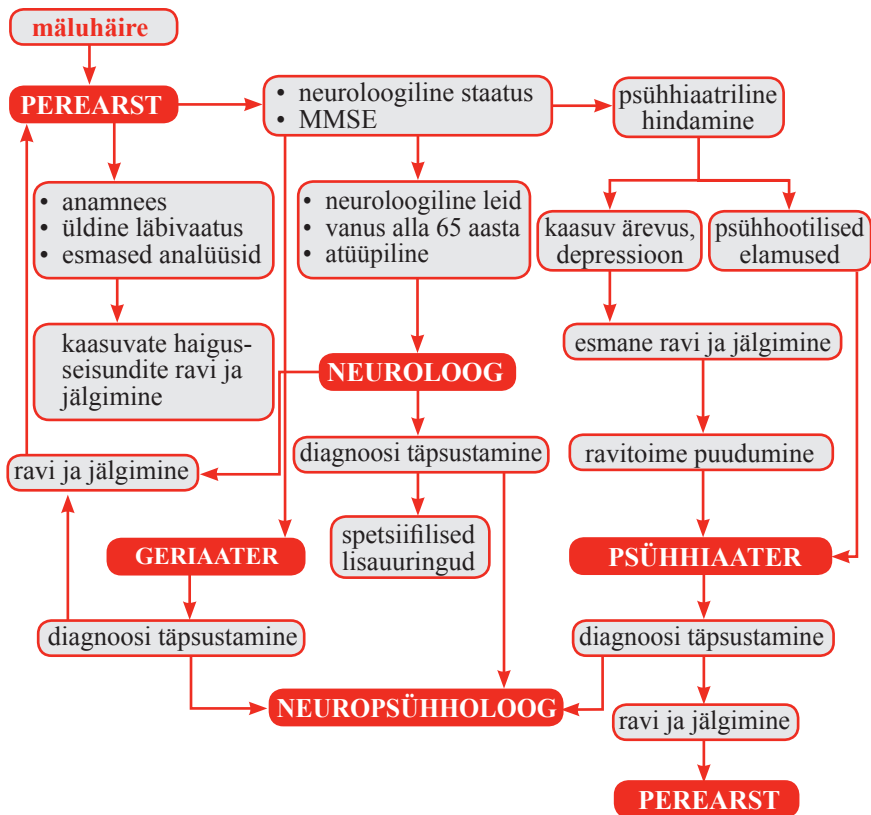 mäluhäire
PEREARST
• neuroloogiline staatus
• MMSE
psühhiaatriline
hindamine
• anamnees
• üldine läbivaatus
• esmased analüüsid
• neuroloogiline leid
• vanus alla 65 aasta
• atüüpiline
kaasuv ärevus,
depressioon
psühhootilised
elamused
kaasuvate haigus-
seisundite ravi ja
jälgimine
NEUROLOOG
esmane ravi ja jälgimine
ravi ja jälgimine
diagnoosi täpsustamine
ravitoime puudumine
GERIAATER
spetsiifilised
lisauuringud
PSÜHHIAATER
diagnoosi täpsustamine
diagnoosi täpsustamine
NEUROPSÜHHOLOOG
ravi ja jälgimine
PEREARST